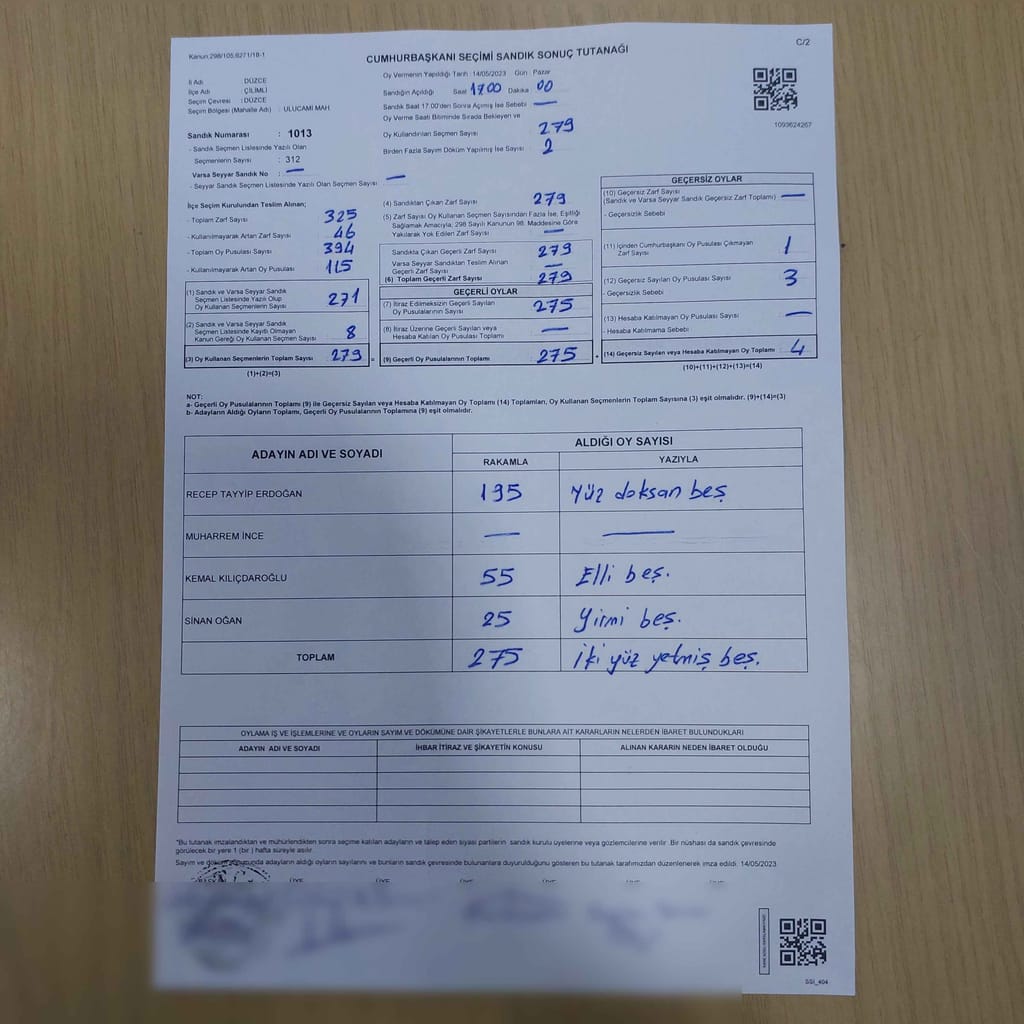 Kanun 298/105,6271/18-1
C/2
CUMHURBAŞKANI SEÇİMİ SANDIK SONUÇ TUTANAĞI
İl Adı : DÜZCE
İlçe Adı : ÇİLİMLİ
Seçim Çevresi : DÜZCE
Seçim Bölgesi (Mahalle Adı) : ULUCAMİ MAH.
Sandık Numarası : 1013
- Sandık Seçmen Listesinde Yazılı Olan
Seçmenlerin Sayısı : 312
Varsa Seyyar Sandık No : —
- Seyyar Sandık Seçmen Listesinde Yazılı Olan Seçmen Sayısı : —
Oy Vermenin Yapıldığı Tarih :14/05/2023 Gün : Pazar
Sandığın Açıldığı Saat 17 00 Dakika 00
Sandık Saat 17:00'den Sonra Açımış İse Sebebi —
Oy Verme Saati Bitiminde Sırada Bekleyen ve
Oy Kullandırılan Seçmen Sayısı 279
Birden Fazla Sayım Döküm Yapılmış İse Sayısı 2
1093624267
İlçe Seçim Kurulundan Teslim Alınan;
- Toplam Zarf Sayısı 325
- Kullanılmayarak Artan Zarf Sayısı 46
- Toplam Oy Pusulası Sayısı 394
- Kullanılmayarak Artan Oy Pusulası 115
(1) Sandık ve Varsa Seyyar Sandık
Seçmen Listesinde Yazılı Olup
Oy Kullanan Seçmenlerin Sayısı 271
(2) Sandık ve Varsa Seyyar Sandık
Seçmen Listesinde Kayıtlı Olmayan
Kanun Gereği Oy Kullanan Seçmen Sayısı 8
(3) Oy Kullanan Seçmenlerin Toplam Sayısı 279 =
(1)+(2)=(3)
(4) Sandıktan Çıkan Zarf Sayısı 279
(5) Zarf Sayısı Oy Kullanan Seçmen Sayısından Fazla İse, Eşitliği
Sağlamak Amacıyla; 298 Sayılı Kanunun 98. Maddesine Göre
Yakılarak Yok Edilen Zarf Sayısı —
Sandıkta Çıkan Geçerli Zarf Sayısı 279
Varsa Seyyar Sandıktan Teslim Alınan
Geçerli Zarf Sayısı —
(6) Toplam Geçerli Zarf Sayısı 279
GEÇERLİ OYLAR
(7) İtiraz Edilmeksizin Geçerli Sayılan
Oy Pusulalarının Sayısı 275
(8) İtiraz Üzerine Geçerli Sayılan veya
Hesaba Katılan Oy Pusulası Toplamı —
(9) Geçerli Oy Pusulalarının Toplamı 275 +
GEÇERSİZ OYLAR
(10) Geçersiz Zarf Sayısı
(Sandık ve Varsa Seyyar Sandık Geçersiz Zarf Toplamı) —
- Geçersizlik Sebebi
(11) İçinden Cumhurbaşkanı Oy Pusulası Çıkmayan
Zarf Sayısı 1
(12) Geçersiz Sayılan Oy Pusulası Sayısı 3
- Geçersizlik Sebebi
(13) Hesaba Katılmayan Oy Pusulası Sayısı —
- Hesaba Katılmama Sebebi
(14) Geçersiz Sayılan veya Hesaba Katılmayan Oy Toplamı 4
(10)+(11)+(12)+(13)=(14)
NOT:
a- Geçerli Oy Pusulalarının Toplamı (9) ile Geçersiz Sayılan veya Hesaba Katılmayan Oy Toplamı (14) Toplamları, Oy Kullanan Seçmenlerin Toplam Sayısına (3) eşit olmalıdır. (9)+(14)=(3)
b- Adayların Aldığı Oyların Toplamı, Geçerli Oy Pusulalarının Toplamına (9) eşit olmalıdır.
ADAYIN ADI VE SOYADI ALDIĞI OY SAYISI
RAKAMLA YAZIYLA
RECEP TAYYİP ERDOĞAN 195 Yüz doksan beş
MUHARREM İNCE — —
KEMAL KILIÇDAROĞLU 55 Elli beş.
SİNAN OĞAN 25 Yirmi beş.
TOPLAM 275 İki yüz yetmiş beş.
OYLAMA İŞ VE İŞLEMLERİNE VE OYLARIN SAYIM VE DÖKÜMÜNE DAİR ŞİKAYETLERLE BUNLARA AİT KARARLARIN NELERDEN İBARET BULUNDUKLARI
ADAYIN ADI VE SOYADI İHBAR İTİRAZ VE ŞİKAYETİN KONUSU ALINAN KARARIN NEDEN İBARET OLDUĞU
*Bu tutanak imzalandıktan ve mühürlendikten sonra seçime katılan adayların ve talep eden siyasi partilerin sandık kurulu üyelerine veya gözlemcilerine verilir. Bir nüshası da sandık çevresinde
görülecek bir yere 1 (bir ) hafta süreyle asılır.
Sayım ve döküm sonucunda adayların aldığı oyların sayılarını ve bunların sandık çevresinde bulunanlara duyurulduğunu gösteren bu tutanak tarafımızdan düzenlenerek imza edildi. 14/05/2023
ÜYE ÜYE ÜYE ÜYE ÜYE ÜYE
SSI_404